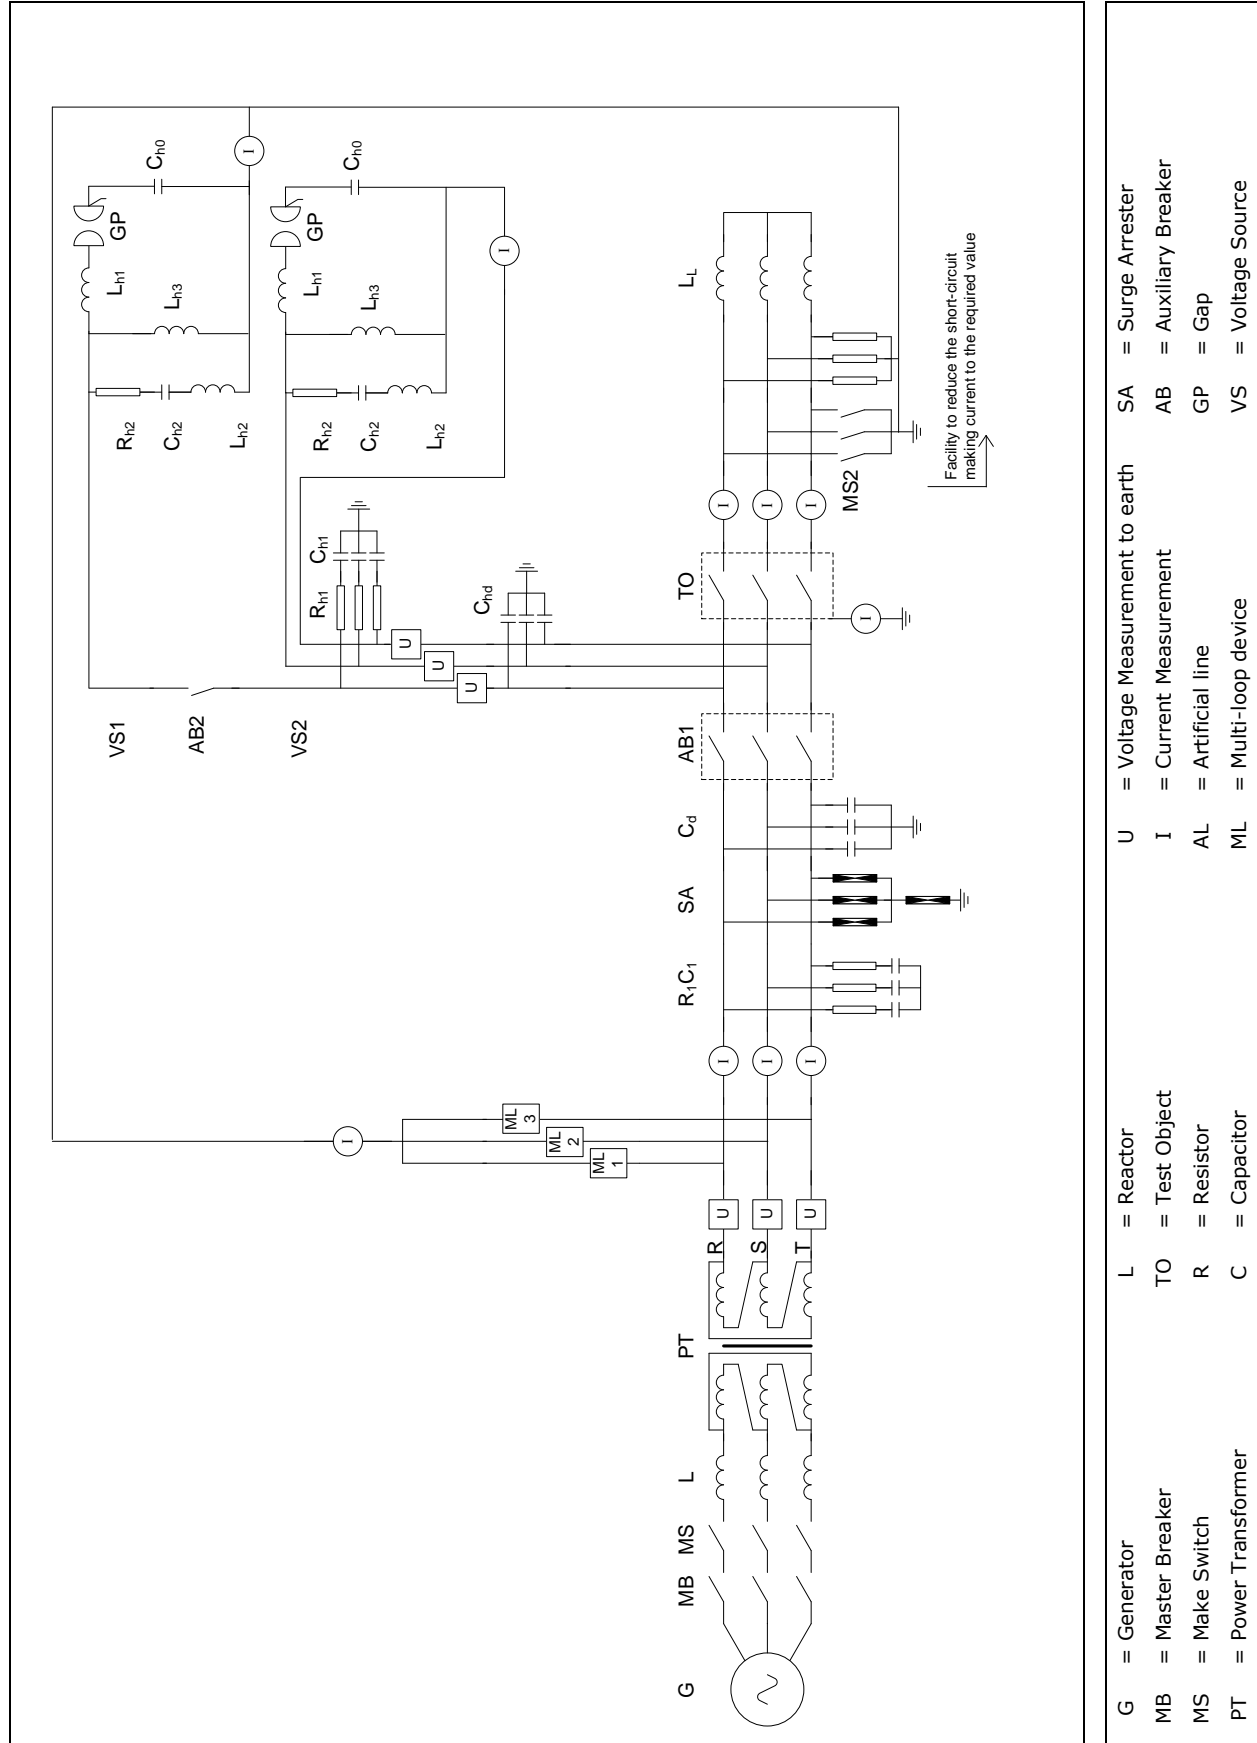 VS1 Rh2 Lh1 GP
Ch0
AB2 Ch2 Lh3
Lh2
I
VS2 Rh1 Ch1 Rh2 Lh1 GP
I
Ch0
Ch2 Lh3
U
Lh2
U
U Chd
I
ML 3
ML 2
ML 1
G MB MS L PT R1C1 SA Cd AB1 TO LL
R U I I
S U I I
T U I I
MS2
I
Facility to reduce the short-circuit
making current to the required value
G = Generator L = Reactor U = Voltage Measurement to earth SA = Surge Arrester
MB = Master Breaker TO = Test Object I = Current Measurement AB = Auxiliary Breaker
MS = Make Switch R = Resistor AL = Artificial line GP = Gap
PT = Power Transformer C = Capacitor ML = Multi-loop device VS = Voltage Source